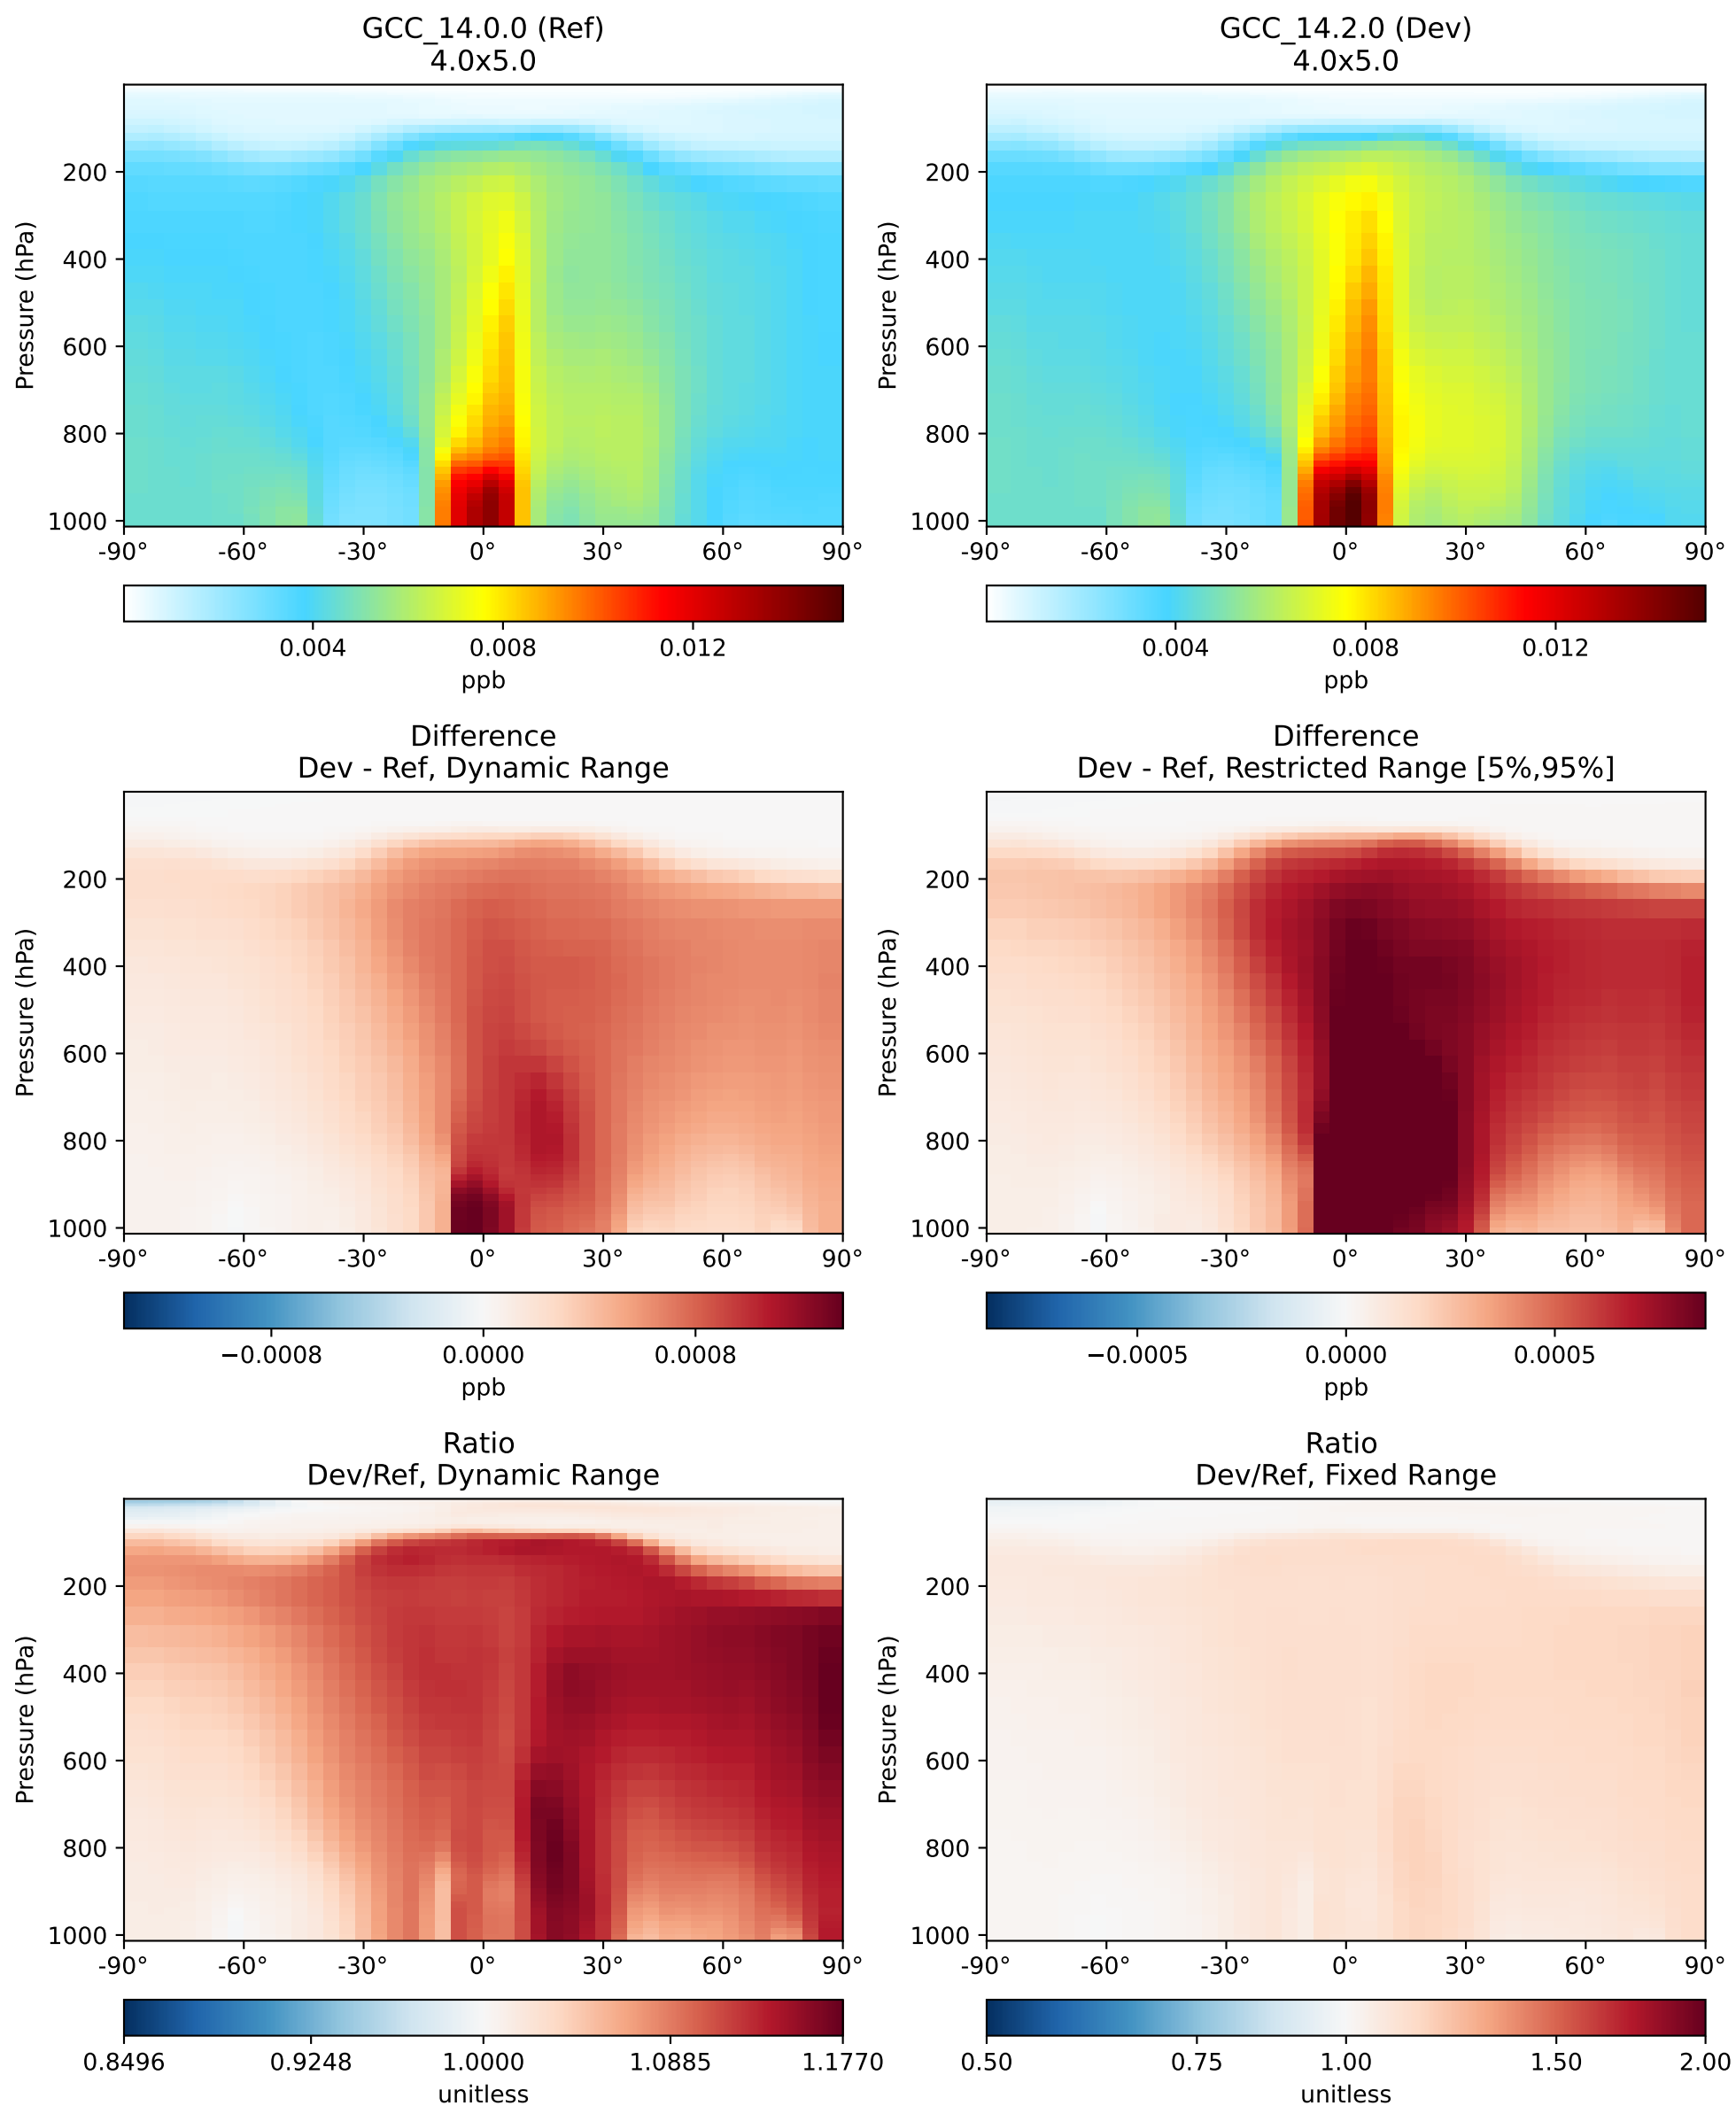 GCC_14.0.0 (Ref)
4.0x5.0
GCC_14.2.0 (Dev)
4.0x5.0
Pressure (hPa)
200
400
600
800
1000
-90° -60° -30° 0° 30° 60° 90°
0.004 0.008 0.012
ppb
Pressure (hPa)
200
400
600
800
1000
-90° -60° -30° 0° 30° 60° 90°
0.004 0.008 0.012
ppb
Difference
Dev - Ref, Dynamic Range
Difference
Dev - Ref, Restricted Range [5%,95%]
Pressure (hPa)
200
400
600
800
1000
-90° -60° -30° 0° 30° 60° 90°
−0.0008 0.0000 0.0008
ppb
Pressure (hPa)
200
400
600
800
1000
-90° -60° -30° 0° 30° 60° 90°
−0.0005 0.0000 0.0005
ppb
Ratio
Dev/Ref, Dynamic Range
Ratio
Dev/Ref, Fixed Range
Pressure (hPa)
200
400
600
800
1000
-90° -60° -30° 0° 30° 60° 90°
0.8496 0.9248 1.0000 1.0885 1.1770
unitless
Pressure (hPa)
200
400
600
800
1000
-90° -60° -30° 0° 30° 60° 90°
0.50 0.75 1.00 1.50 2.00
unitless